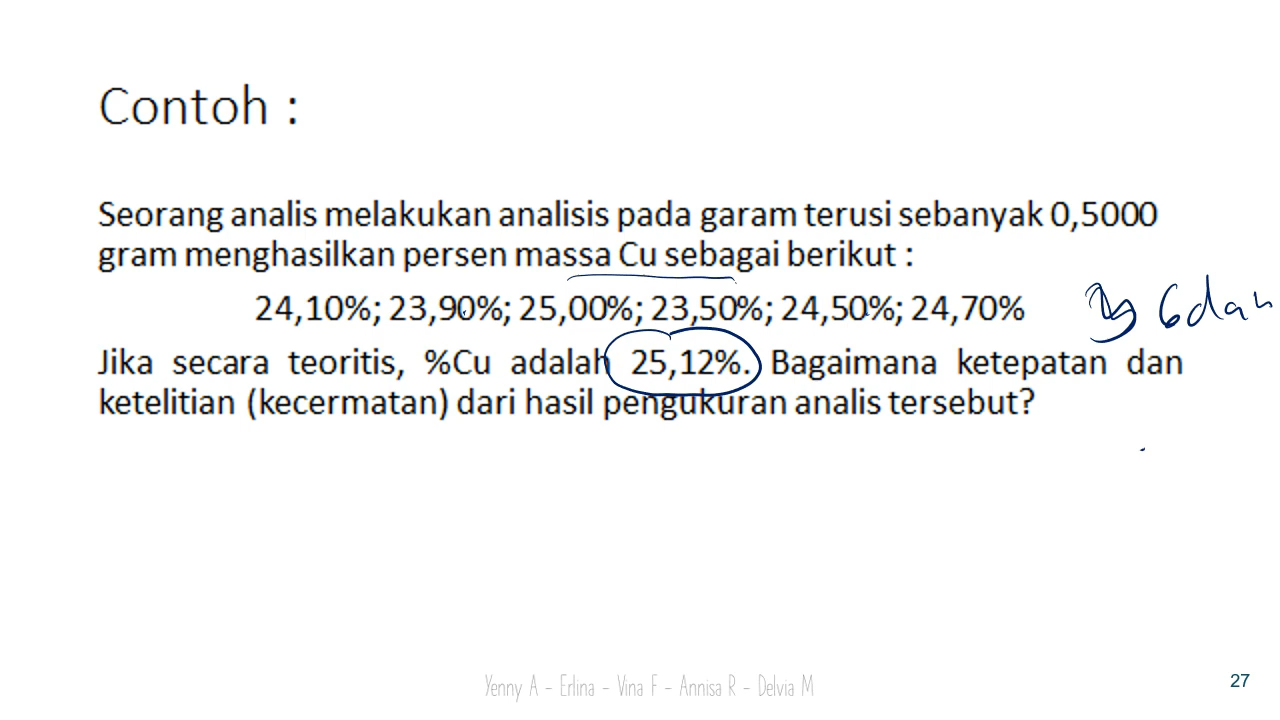 Contoh :
Seorang analis melakukan analisis pada garam terusi sebanyak 0,5000
gram menghasilkan persen massa Cu sebagai berikut :
24,10%; 23,90%; 25,00%; 23,50%; 24,50%; 24,70%
Jika secara teoritis, %Cu adalah 25,12%. Bagaimana ketepatan dan
ketelitian (kecermatan) dari hasil pengukuran analis tersebut?
Yenny A – Erlina – Vina F – Annisa R – Delvia M
27